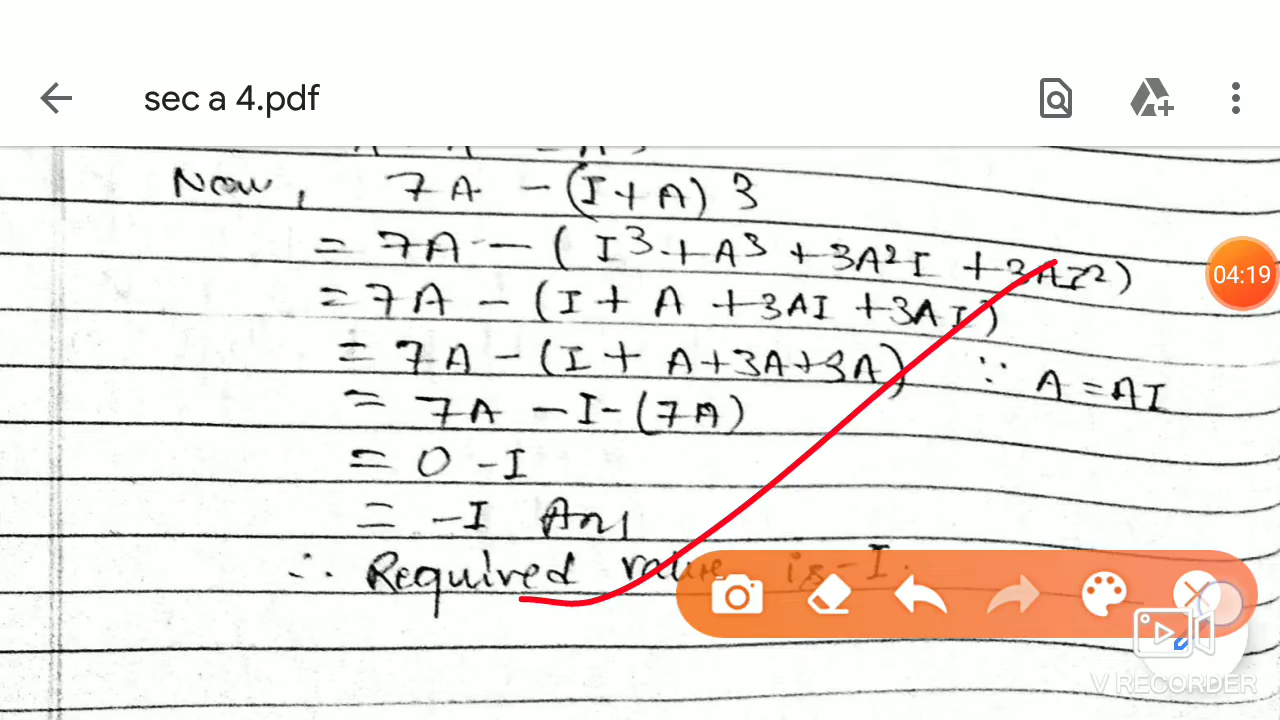 sec a 4.pdf
Now, 7A - (I + A) 3
= 7A - ( I³ + A³ + 3A²I + 3AI²)
04:19
= 7A - (I + A + 3AI + 3AI)
= 7A - (I + A + 3A + 3A) ∵ A = AI
= 7A - I - (7A)
= 0 - I
= -I Ans
∴ Required value is -I.
V RECORDER